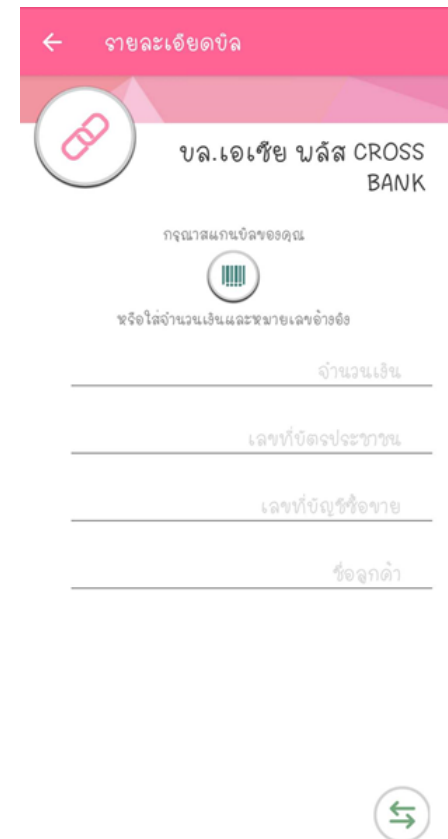 รายละเอียดบิล
บล.เอเซีย พลัส CROSS
BANK
กรุณาสแกนบิลของคุณ
หรือใส่จำนวนเงินและหมายเลขอ้างอิง
จำนวนเงิน
เลขที่บัตรประชาชน
เลขที่บัญชีซื้อขาย
ชื่อลูกค้า